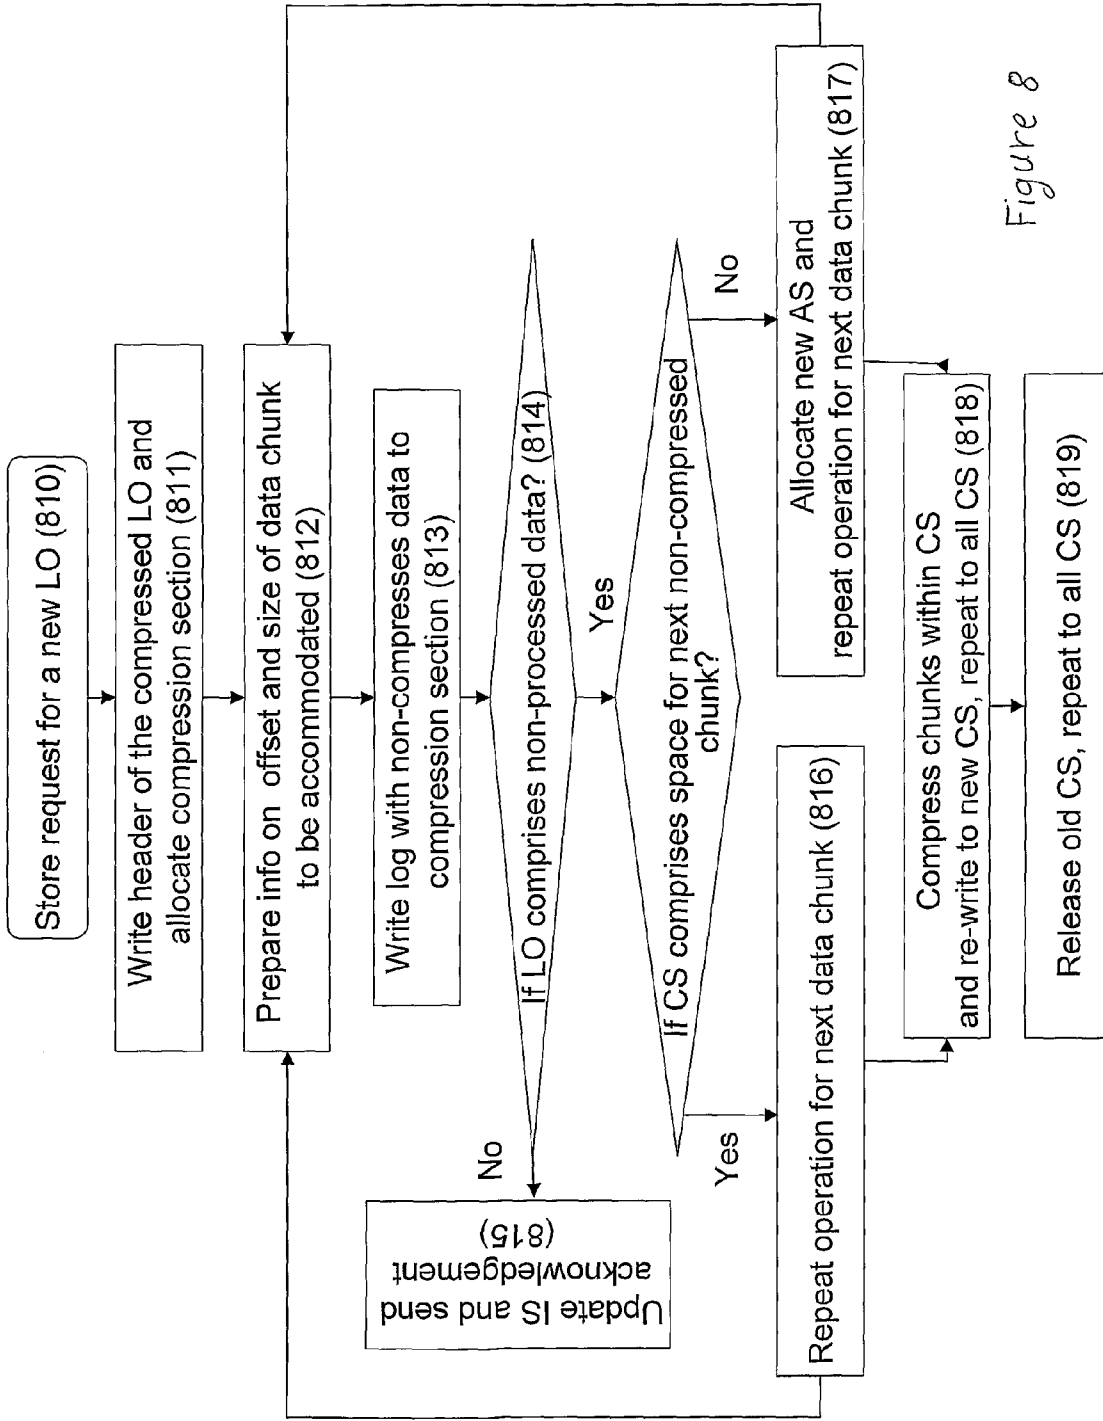 Store request for a new LO (810)
Write header of the compressed LO and
allocate compression section (811)
Prepare info on offset and size of data chunk
to be accommodated (812)
Write log with non-compresses data to
compression section (813)
If LO comprises non-processed data? (814)
No
Yes
Update IS and send
acknowledgement
(815)
If CS comprises space for next non-compressed
chunk?
Yes
No
Repeat operation for next data chunk (816)
Allocate new AS and
repeat operation for next data chunk (817)
Compress chunks within CS
and re-write to new CS, repeat to all CS (818)
Release old CS, repeat to all CS (819)
Figure 8